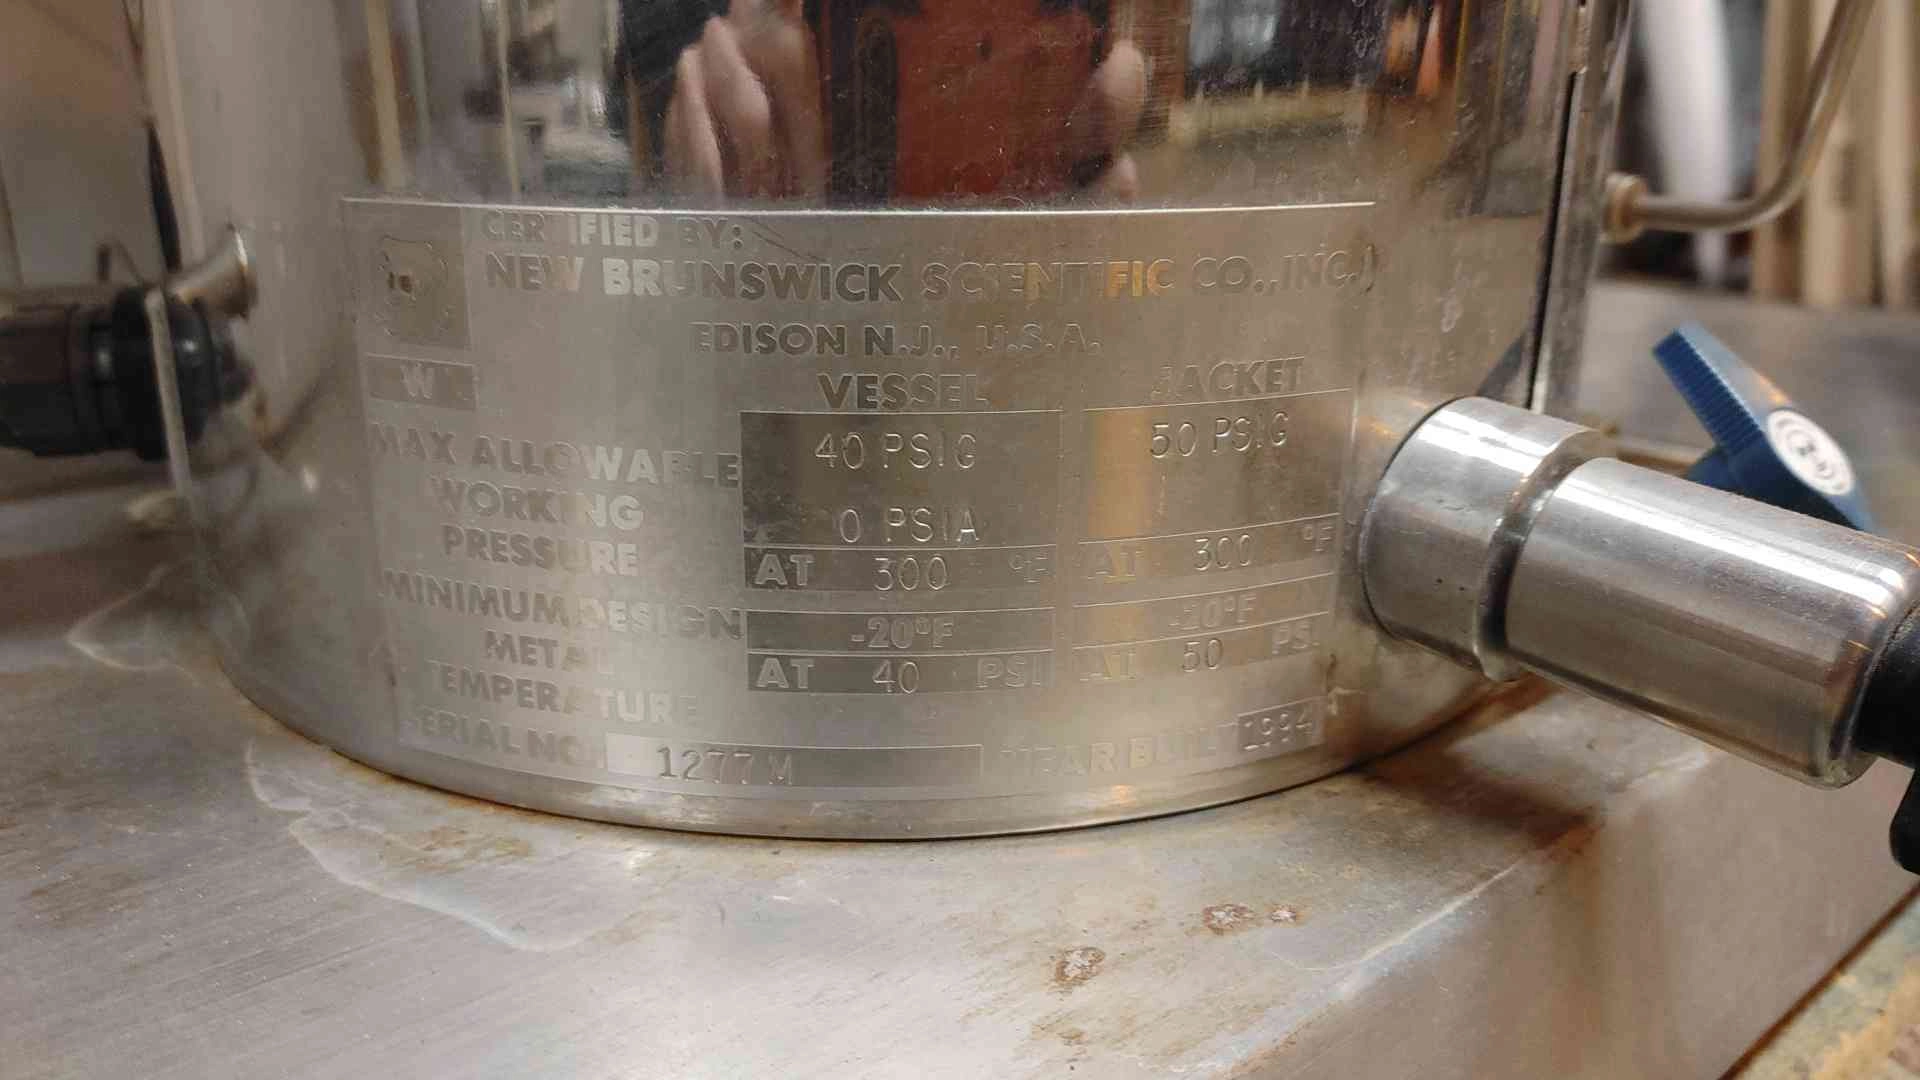 CERTIFIED BY:
NEW BRUNSWICK SCIENTIFIC CO.,INC.
EDISON N.J., U.S.A.
W
VESSEL JACKET
MAX ALLOWABLE
WORKING
PRESSURE
40 PSIG 50 PSIG
0 PSIA
AT 300 °F AT 300 °F
MINIMUM DESIGN
METAL
TEMPERATURE
-20°F -20°F
AT 40 PSI AT 50 PSI
SERIAL NO. 1277M YEAR BUILT 1994